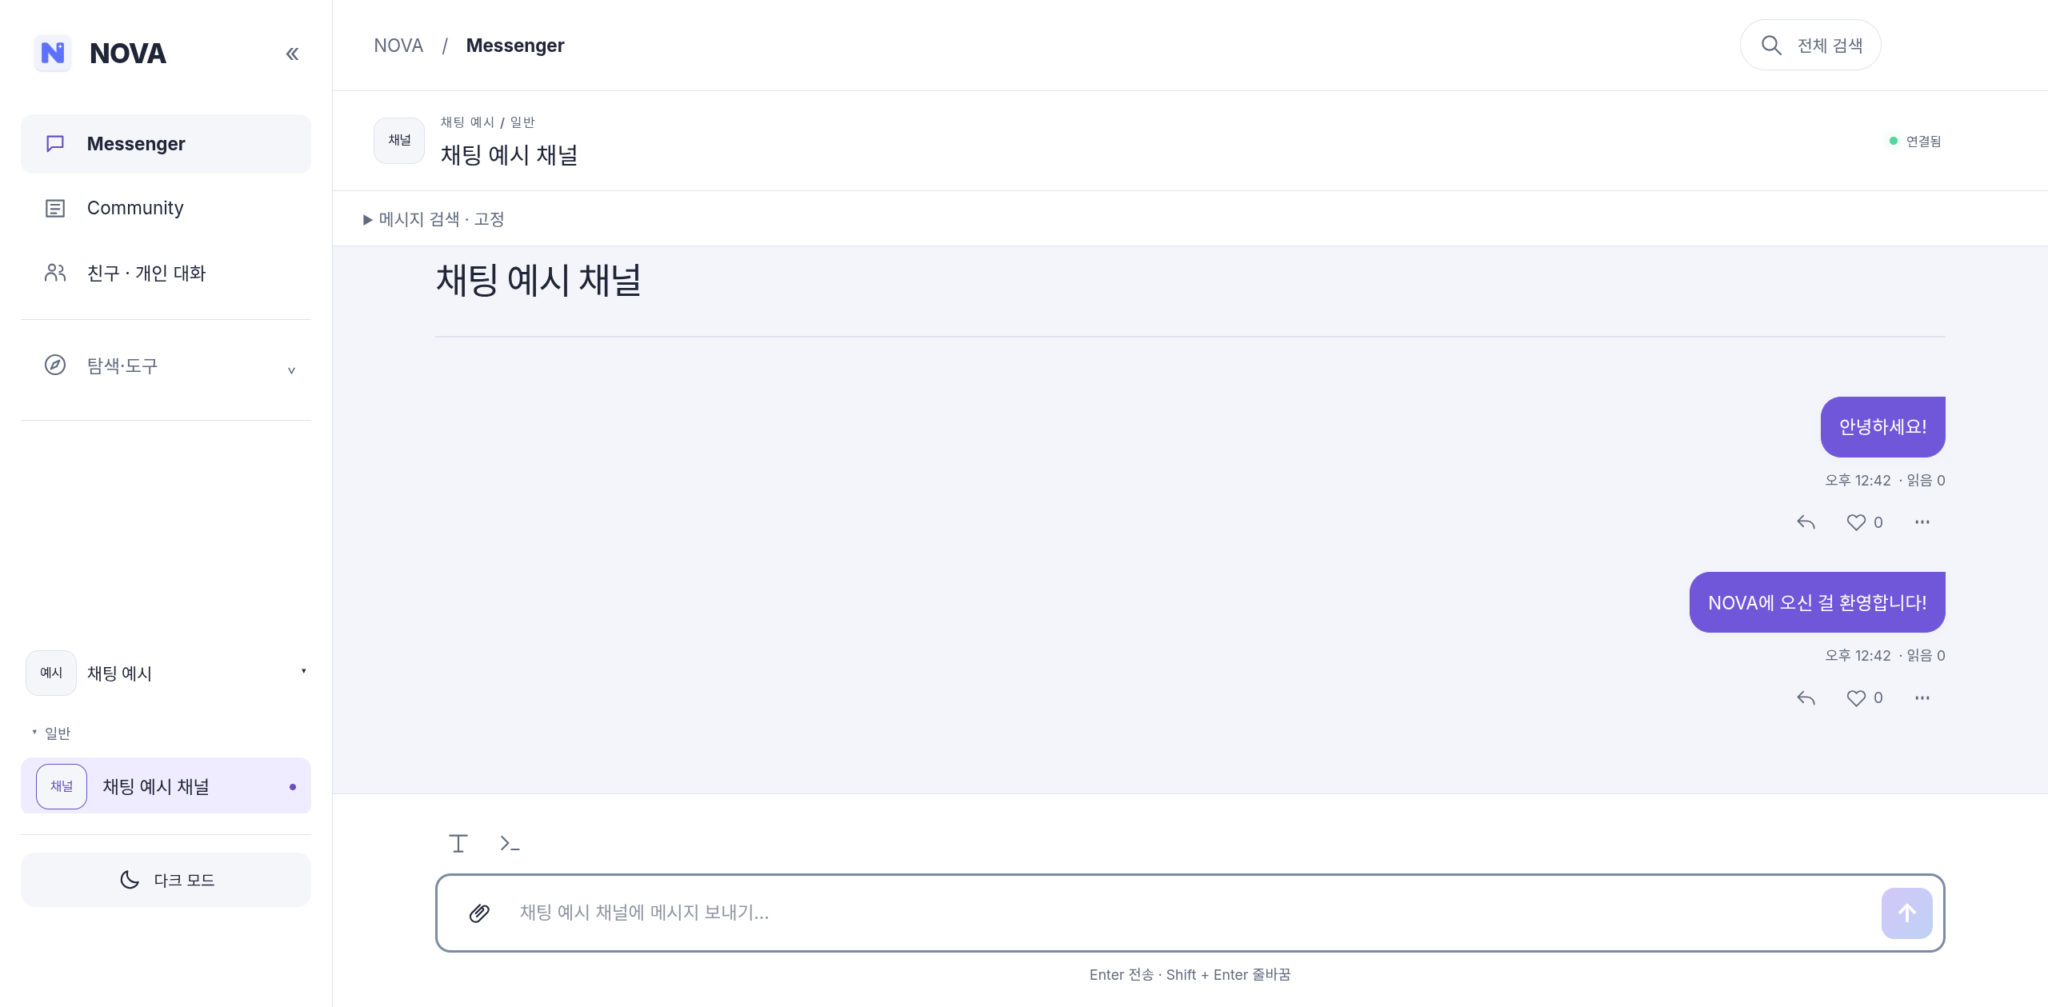 NOVA
Messenger
Community
친구 · 개인 대화
탐색·도구
예시 채팅 예시
일반
채널 채팅 예시 채널
다크 모드
NOVA / Messenger
전체 검색
채널
채팅 예시 / 일반
채팅 예시 채널
연결됨
▶ 메시지 검색 · 고정
채팅 예시 채널
안녕하세요!
오후 12:42 · 읽음 0
0 ···
NOVA에 오신 걸 환영합니다!
오후 12:42 · 읽음 0
0 ···
채팅 예시 채널에 메시지 보내기...
Enter 전송 · Shift + Enter 줄바꿈